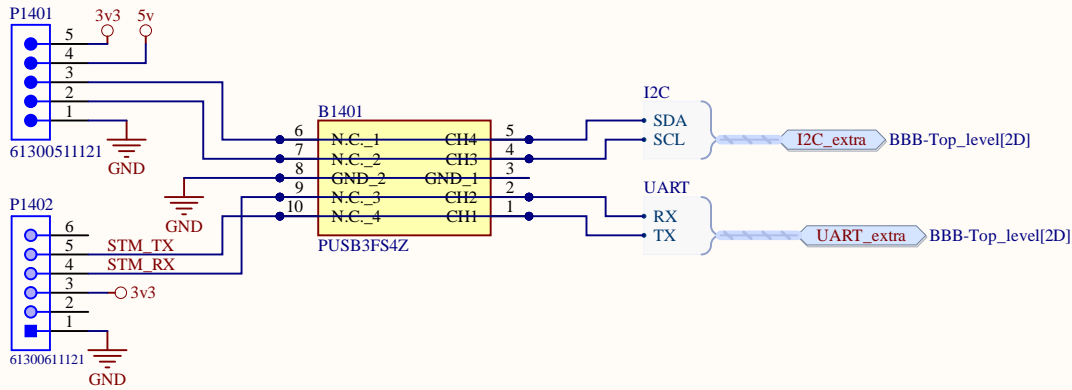 P1401
3v3
5v
5
4
3
2
1
61300511121
GND
B1401
6
N.C._1
CH4
5
7
N.C._2
CH3
4
8
GND_2
GND_1
3
9
N.C._3
CH2
2
10
N.C._4
CH1
1
PUSB3FS4Z
GND
I2C
SDA
SCL
I2C_extra
BBB-Top_level[2D]
UART
RX
TX
UART_extra
BBB-Top_level[2D]
P1402
6
5
STM_TX
4
STM_RX
3
3v3
2
1
61300611121
GND